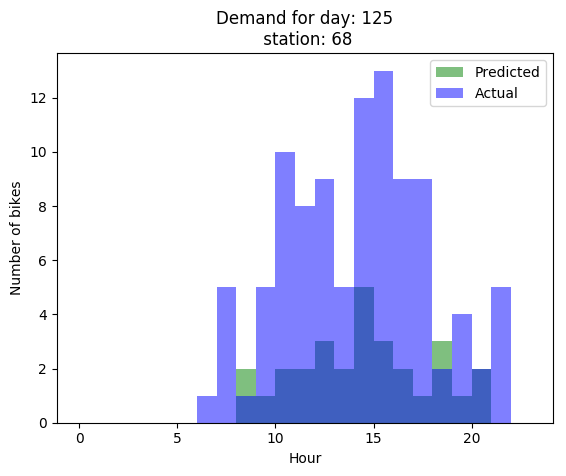 Demand for day: 125
station: 68
Predicted
Actual
Number of bikes
12
10
8
6
4
2
0
0 5 10 15 20
Hour